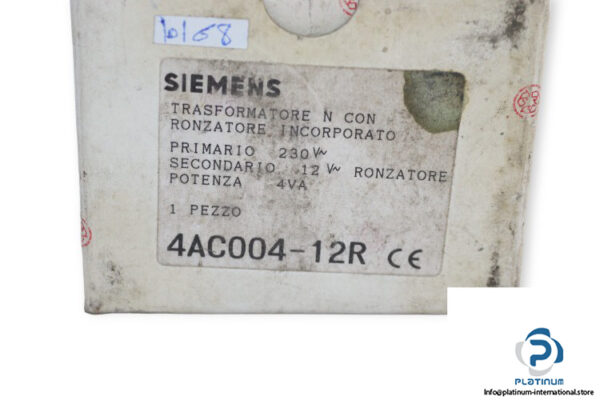 b168
SIEMENS
TRASFORMATORE N CON
RONZATORE INCORPORATO
PRIMARIO 230V~
SECONDARIO 12V~ RONZATORE
POTENZA 4VA
1 PEZZO
4AC004-12R CE
PLATINUM
Info@platinum-international.store